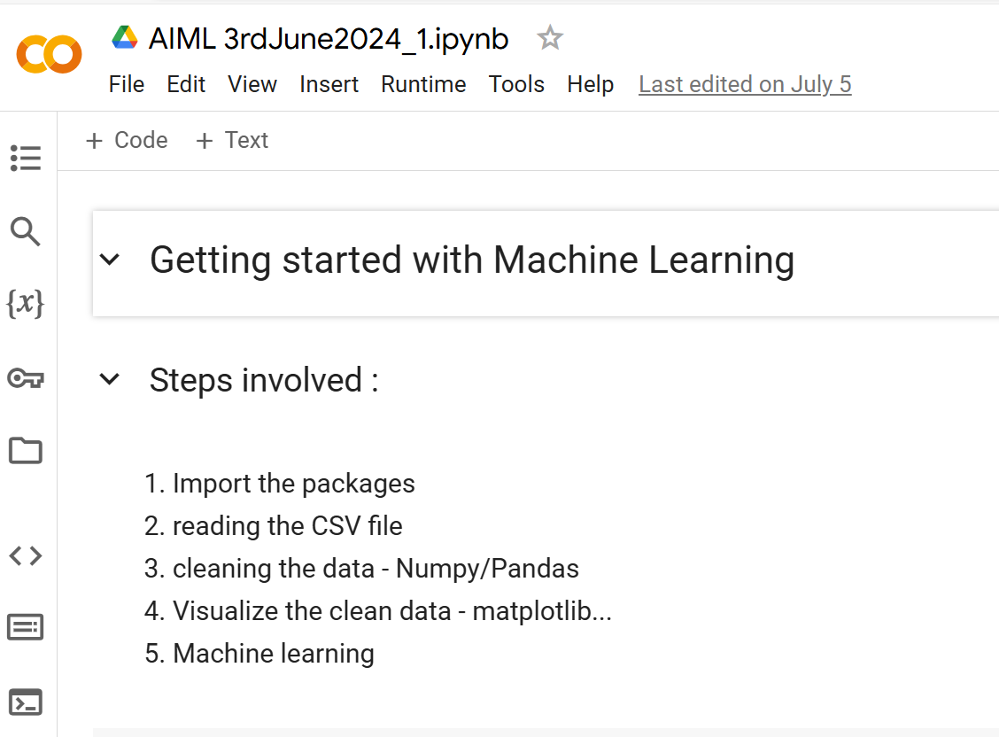 AIML 3rdJune2024_1.ipynb
File Edit View Insert Runtime Tools Help Last edited on July 5
+ Code + Text
Getting started with Machine Learning
{x}
Steps involved :
1. Import the packages
2. reading the CSV file
3. cleaning the data - Numpy/Pandas
4. Visualize the clean data - matplotlib...
5. Machine learning